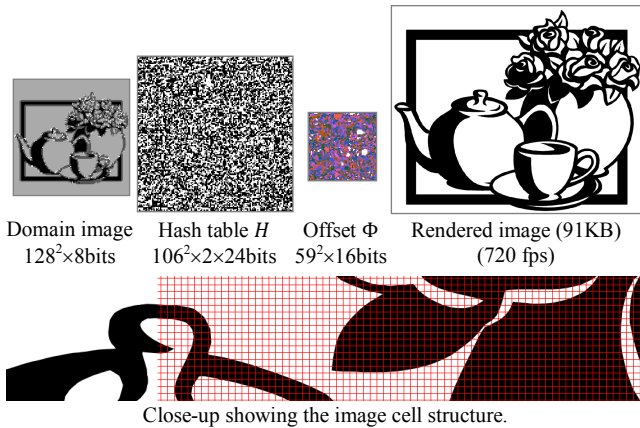 Domain image
128²×8bits
Hash table H
106²×2×24bits
Offset Φ
59²×16bits
Rendered image (91KB)
(720 fps)
Close-up showing the image cell structure.